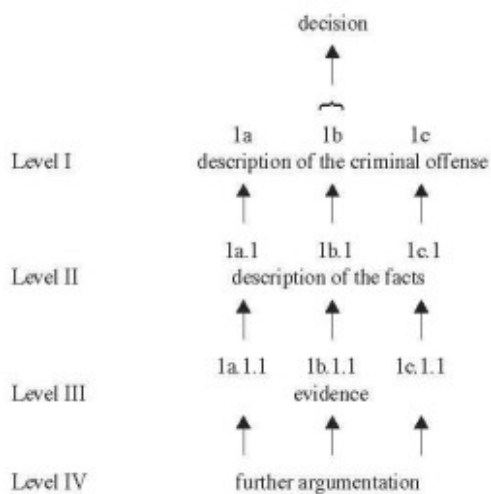 decision
1a 1b 1c
Level I description of the criminal offense
1a.1 1b.1 1c.1
Level II description of the facts
1a.1.1 1b.1.1 1c.1.1
Level III evidence
Level IV further argumentation